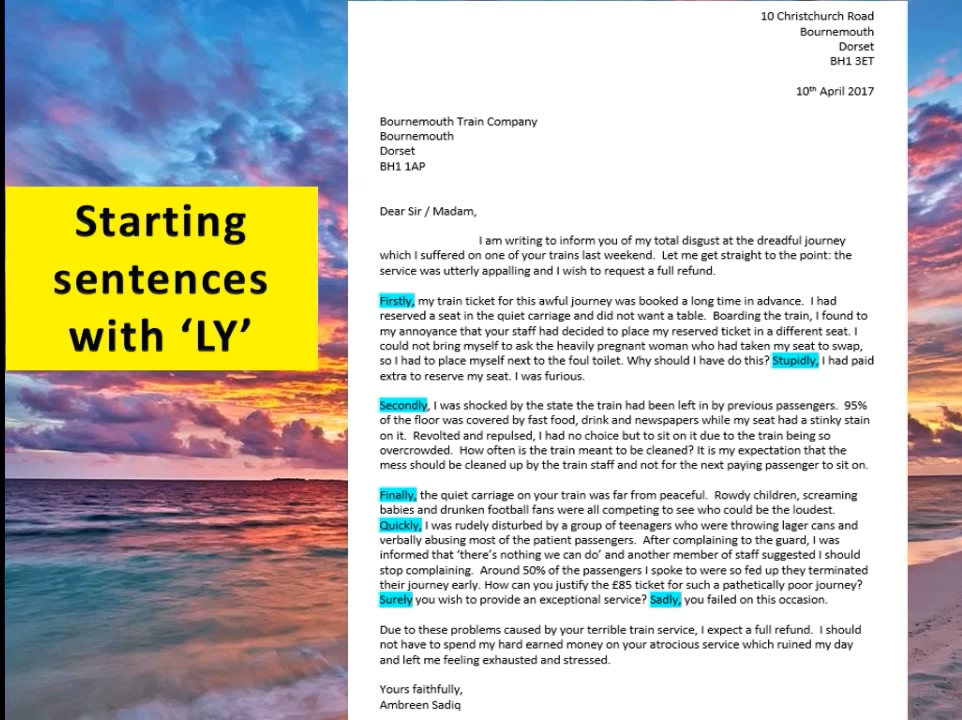 Starting
sentences
with ‘LY’
10 Christchurch Road
Bournemouth
Dorset
BH1 3ET
10th April 2017
Bournemouth Train Company
Bournemouth
Dorset
BH1 1AP
Dear Sir / Madam,
I am writing to inform you of my total disgust at the dreadful journey
which I suffered on one of your trains last weekend. Let me get straight to the point: the
service was utterly appalling and I wish to request a full refund.
Firstly, my train ticket for this awful journey was booked a long time in advance. I had
reserved a seat in the quiet carriage and did not want a table. Boarding the train, I found to
my annoyance that your staff had decided to place my reserved ticket in a different seat. I
could not bring myself to ask the heavily pregnant woman who had taken my seat to swap,
so I had to place myself next to the foul toilet. Why should I have do this? Stupidly, I had paid
extra to reserve my seat. I was furious.
Secondly, I was shocked by the state the train had been left in by previous passengers. 95%
of the floor was covered by fast food, drink and newspapers while my seat had a stinky stain
on it. Revolted and repulsed, I had no choice but to sit on it due to the train being so
overcrowded. How often is the train meant to be cleaned? It is my expectation that the
mess should be cleaned up by the train staff and not for the next paying passenger to sit on.
Finally, the quiet carriage on your train was far from peaceful. Rowdy children, screaming
babies and drunken football fans were all competing to see who could be the loudest.
Quickly, I was rudely disturbed by a group of teenagers who were throwing lager cans and
verbally abusing most of the patient passengers. After complaining to the guard, I was
informed that ‘there’s nothing we can do’ and another member of staff suggested I should
stop complaining. Around 50% of the passengers I spoke to were so fed up they terminated
their journey early. How can you justify the £85 ticket for such a pathetically poor journey?
Surely you wish to provide an exceptional service? Sadly, you failed on this occasion.
Due to these problems caused by your terrible train service, I expect a full refund. I should
not have to spend my hard earned money on your atrocious service which ruined my day
and left me feeling exhausted and stressed.
Yours faithfully,
Ambreen Sadiq